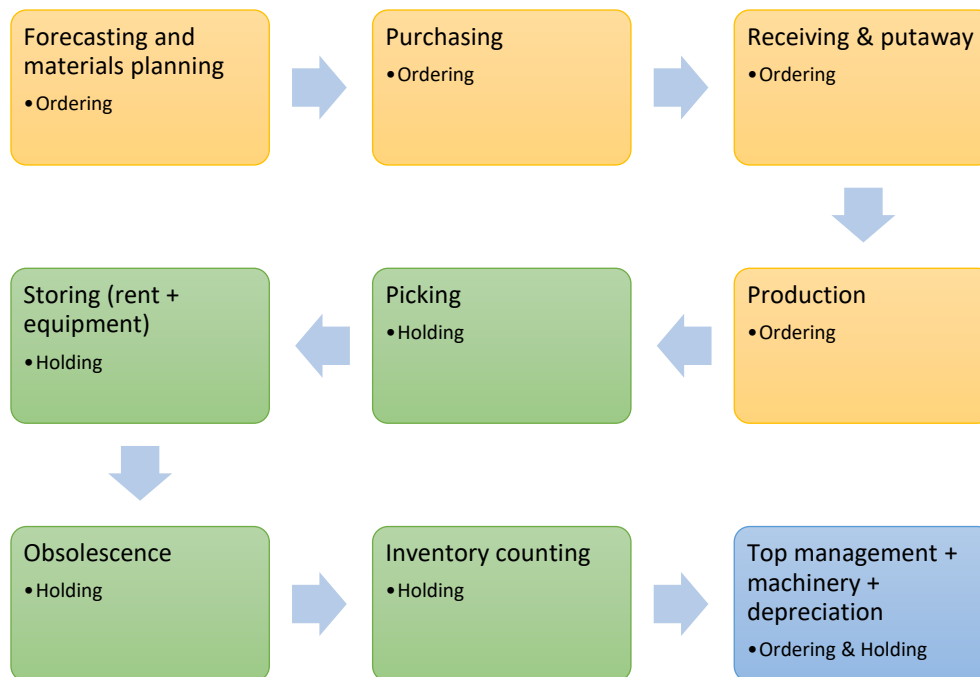 Forecasting and
materials planning
•Ordering
Purchasing
•Ordering
Receiving & putaway
•Ordering
Production
•Ordering
Picking
•Holding
Storing (rent +
equipment)
•Holding
Obsolescence
•Holding
Inventory counting
•Holding
Top management +
machinery +
depreciation
•Ordering & Holding